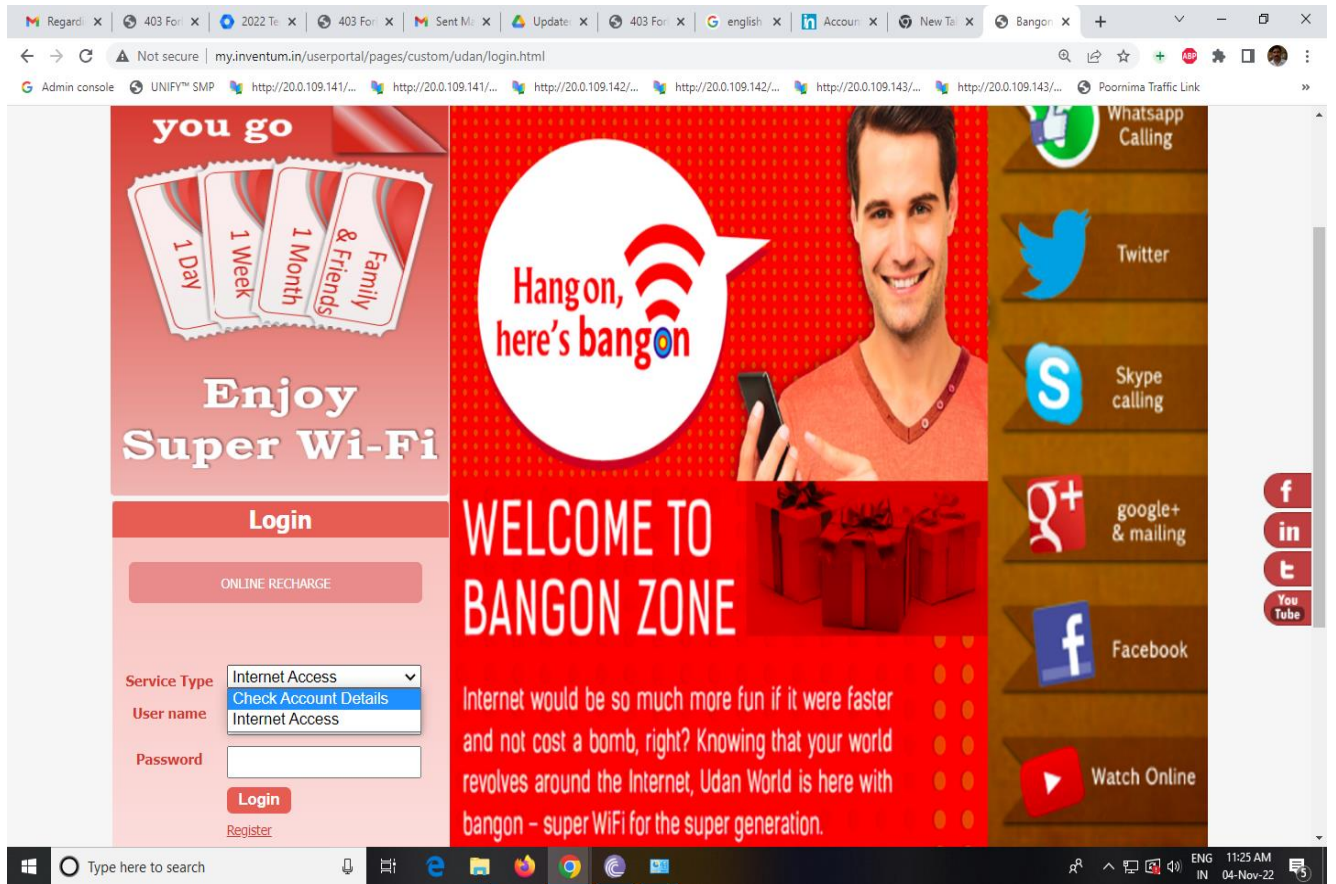 Regardi
403 Fort
2022 Te
403 Fort
Sent Ma
Update
403 Fort
english
Accoun
New Ta
Bangon
Not secure | my.inventum.in/userportal/pages/custom/udan/login.html
Admin console
UNIFY™ SMP
http://20.0.109.141/...
http://20.0.109.141/...
http://20.0.109.142/...
http://20.0.109.142/...
http://20.0.109.143/...
http://20.0.109.143/...
Poornima Traffic Link
»
you go
1 Day
1 Week
1 Month
Family
& Friends
Enjoy
Super Wi-Fi
Login
ONLINE RECHARGE
Service Type
Internet Access
Check Account Details
Internet Access
User name
Password
Login
Register
Hang on,
here's bangon
WELCOME TO
BANGON ZONE
Internet would be so much more fun if it were faster
and not cost a bomb, right? Knowing that your world
revolves around the Internet, Udan World is here with
bangon – super WiFi for the super generation.
Whatsapp
Calling
Twitter
Skype
calling
google+
& mailing
Facebook
Watch Online
f
in
t
You
Tube
Type here to search
ENG
IN
11:25 AM
04-Nov-22
5